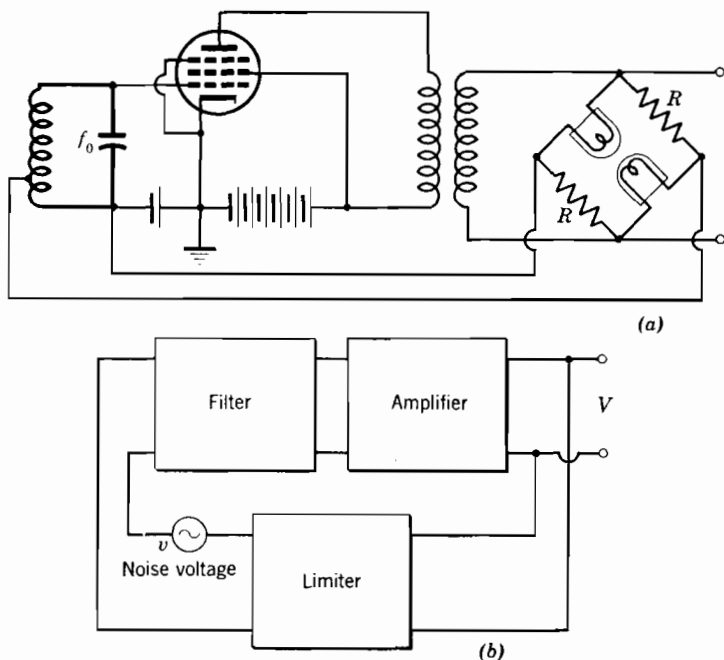 R
f₀
R
(a)
Filter
Amplifier
V
v
Noise voltage
Limiter
(b)